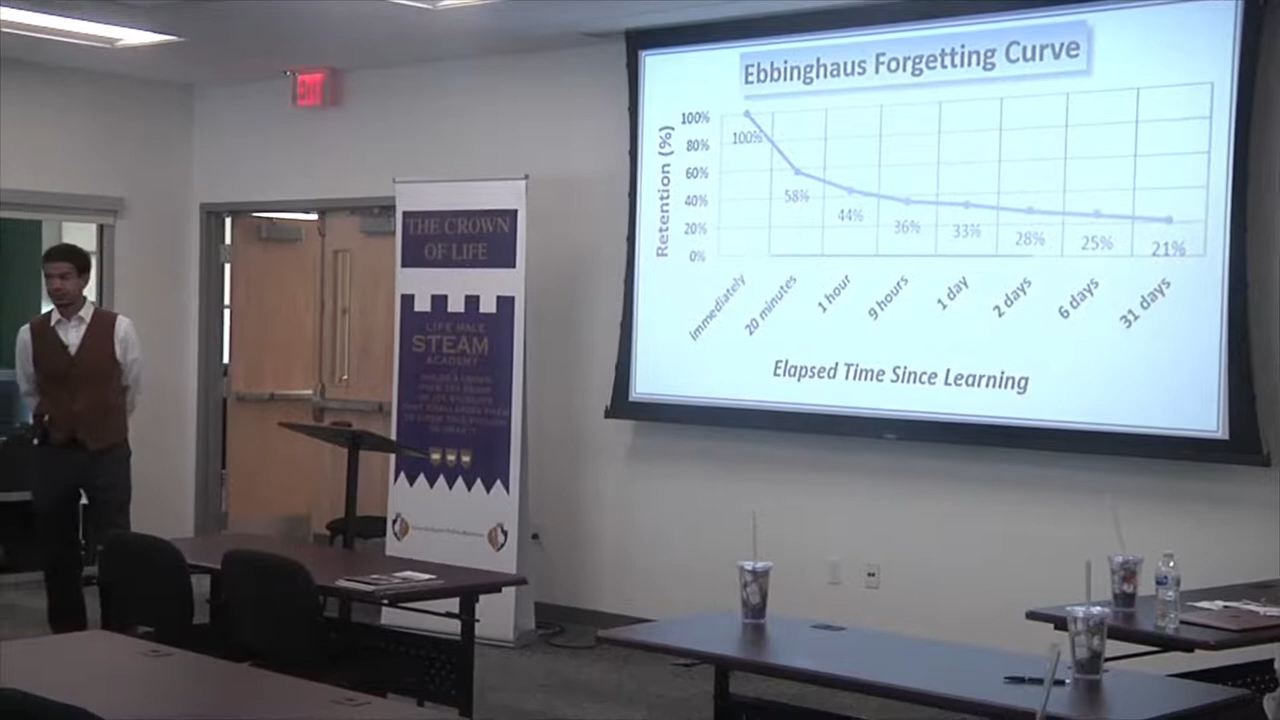 EXIT
THE CROWN
OF LIFE
LIFE MALE
STEAM
ACADEMY
Ebbinghaus Forgetting Curve
Retention (%)
100%
80%
60%
40%
20%
0%
100%
58%
44%
36%
33%
28%
25%
21%
immediately
20 minutes
1 hour
9 hours
1 day
2 days
6 days
31 days
Elapsed Time Since Learning